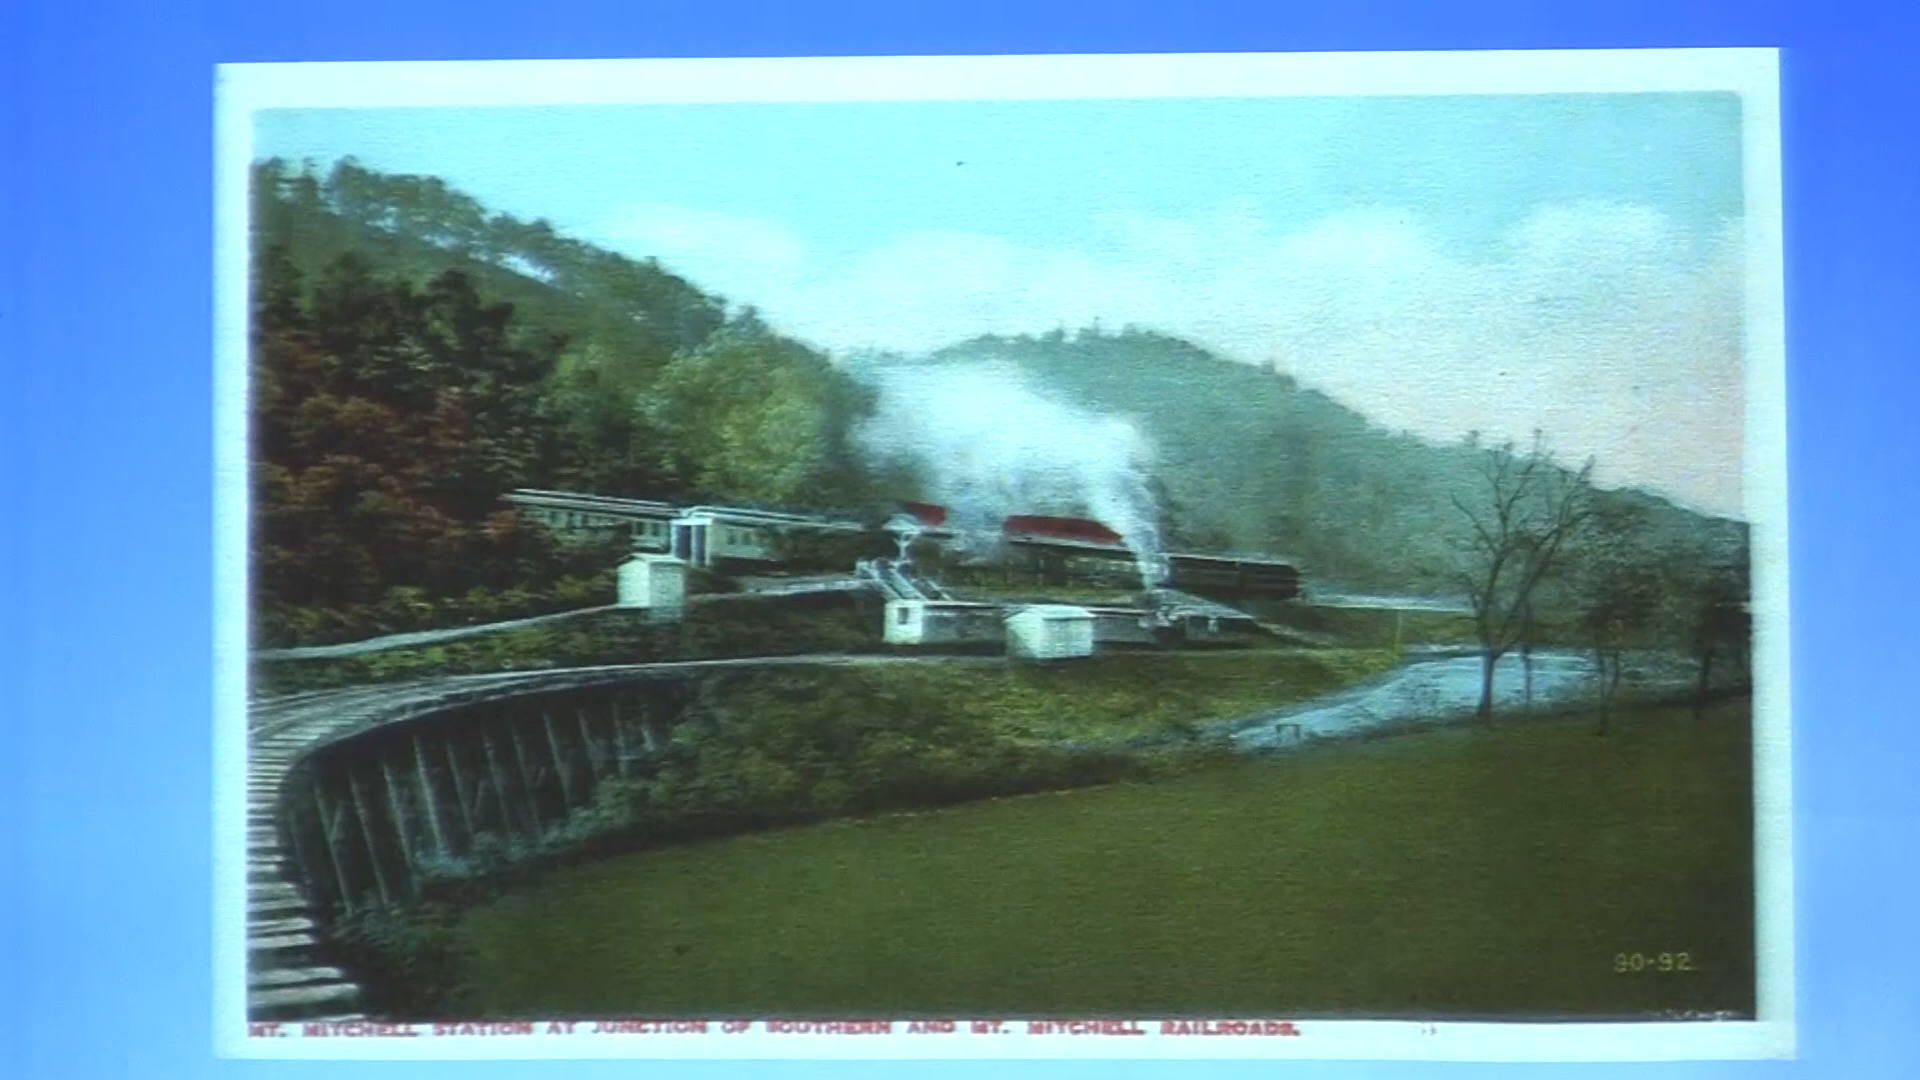 90-92
MT. MITCHELL STATION AT JUNCTION OF SOUTHERN AND MT. MITCHELL RAILROADS.